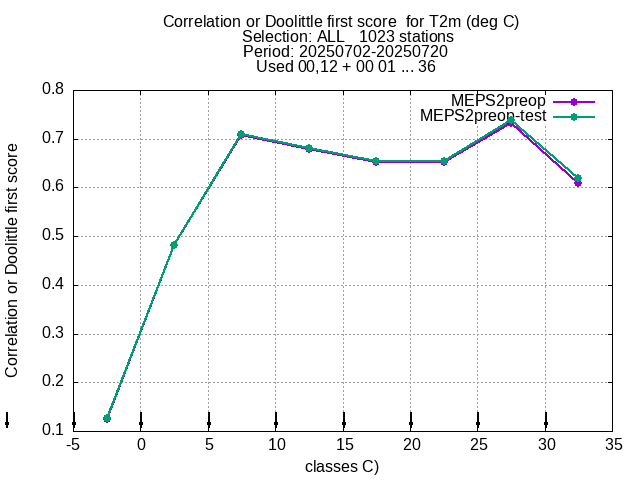 Correlation or Doolittle first score  for T2m (deg C)
Selection: ALL   1023 stations
Period: 20250702-20250720
Used 00,12 + 00 01 ... 36
MEPS2preop
MEPS2preop-test
Correlation or Doolittle first score
0.8
0.7
0.6
0.5
0.4
0.3
0.2
0.1
-5 0 5 10 15 20 25 30 35
classes C)